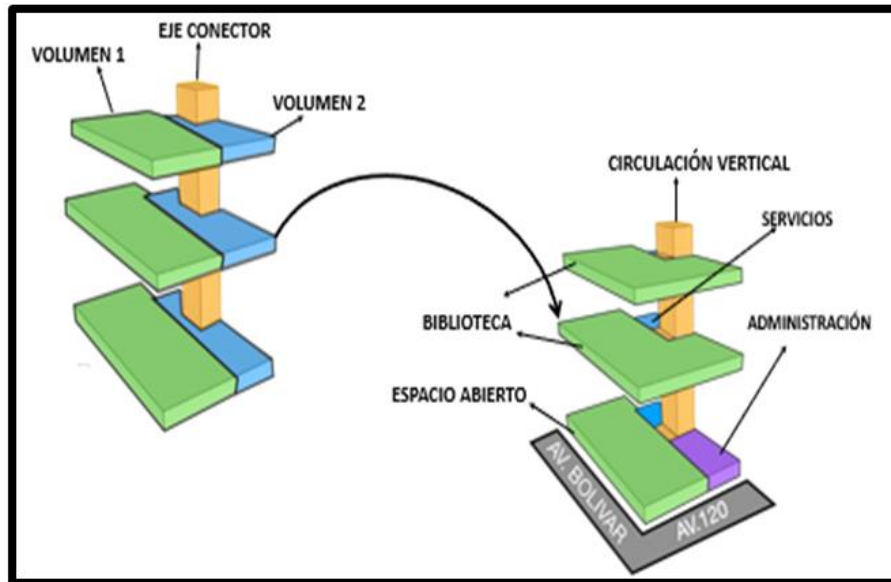 EJE CONECTOR
VOLUMEN 1
VOLUMEN 2
CIRCULACIÓN VERTICAL
SERVICIOS
BIBLIOTECA
ADMINISTRACIÓN
ESPACIO ABIERTO
AV. BOLIVAR
AV.120